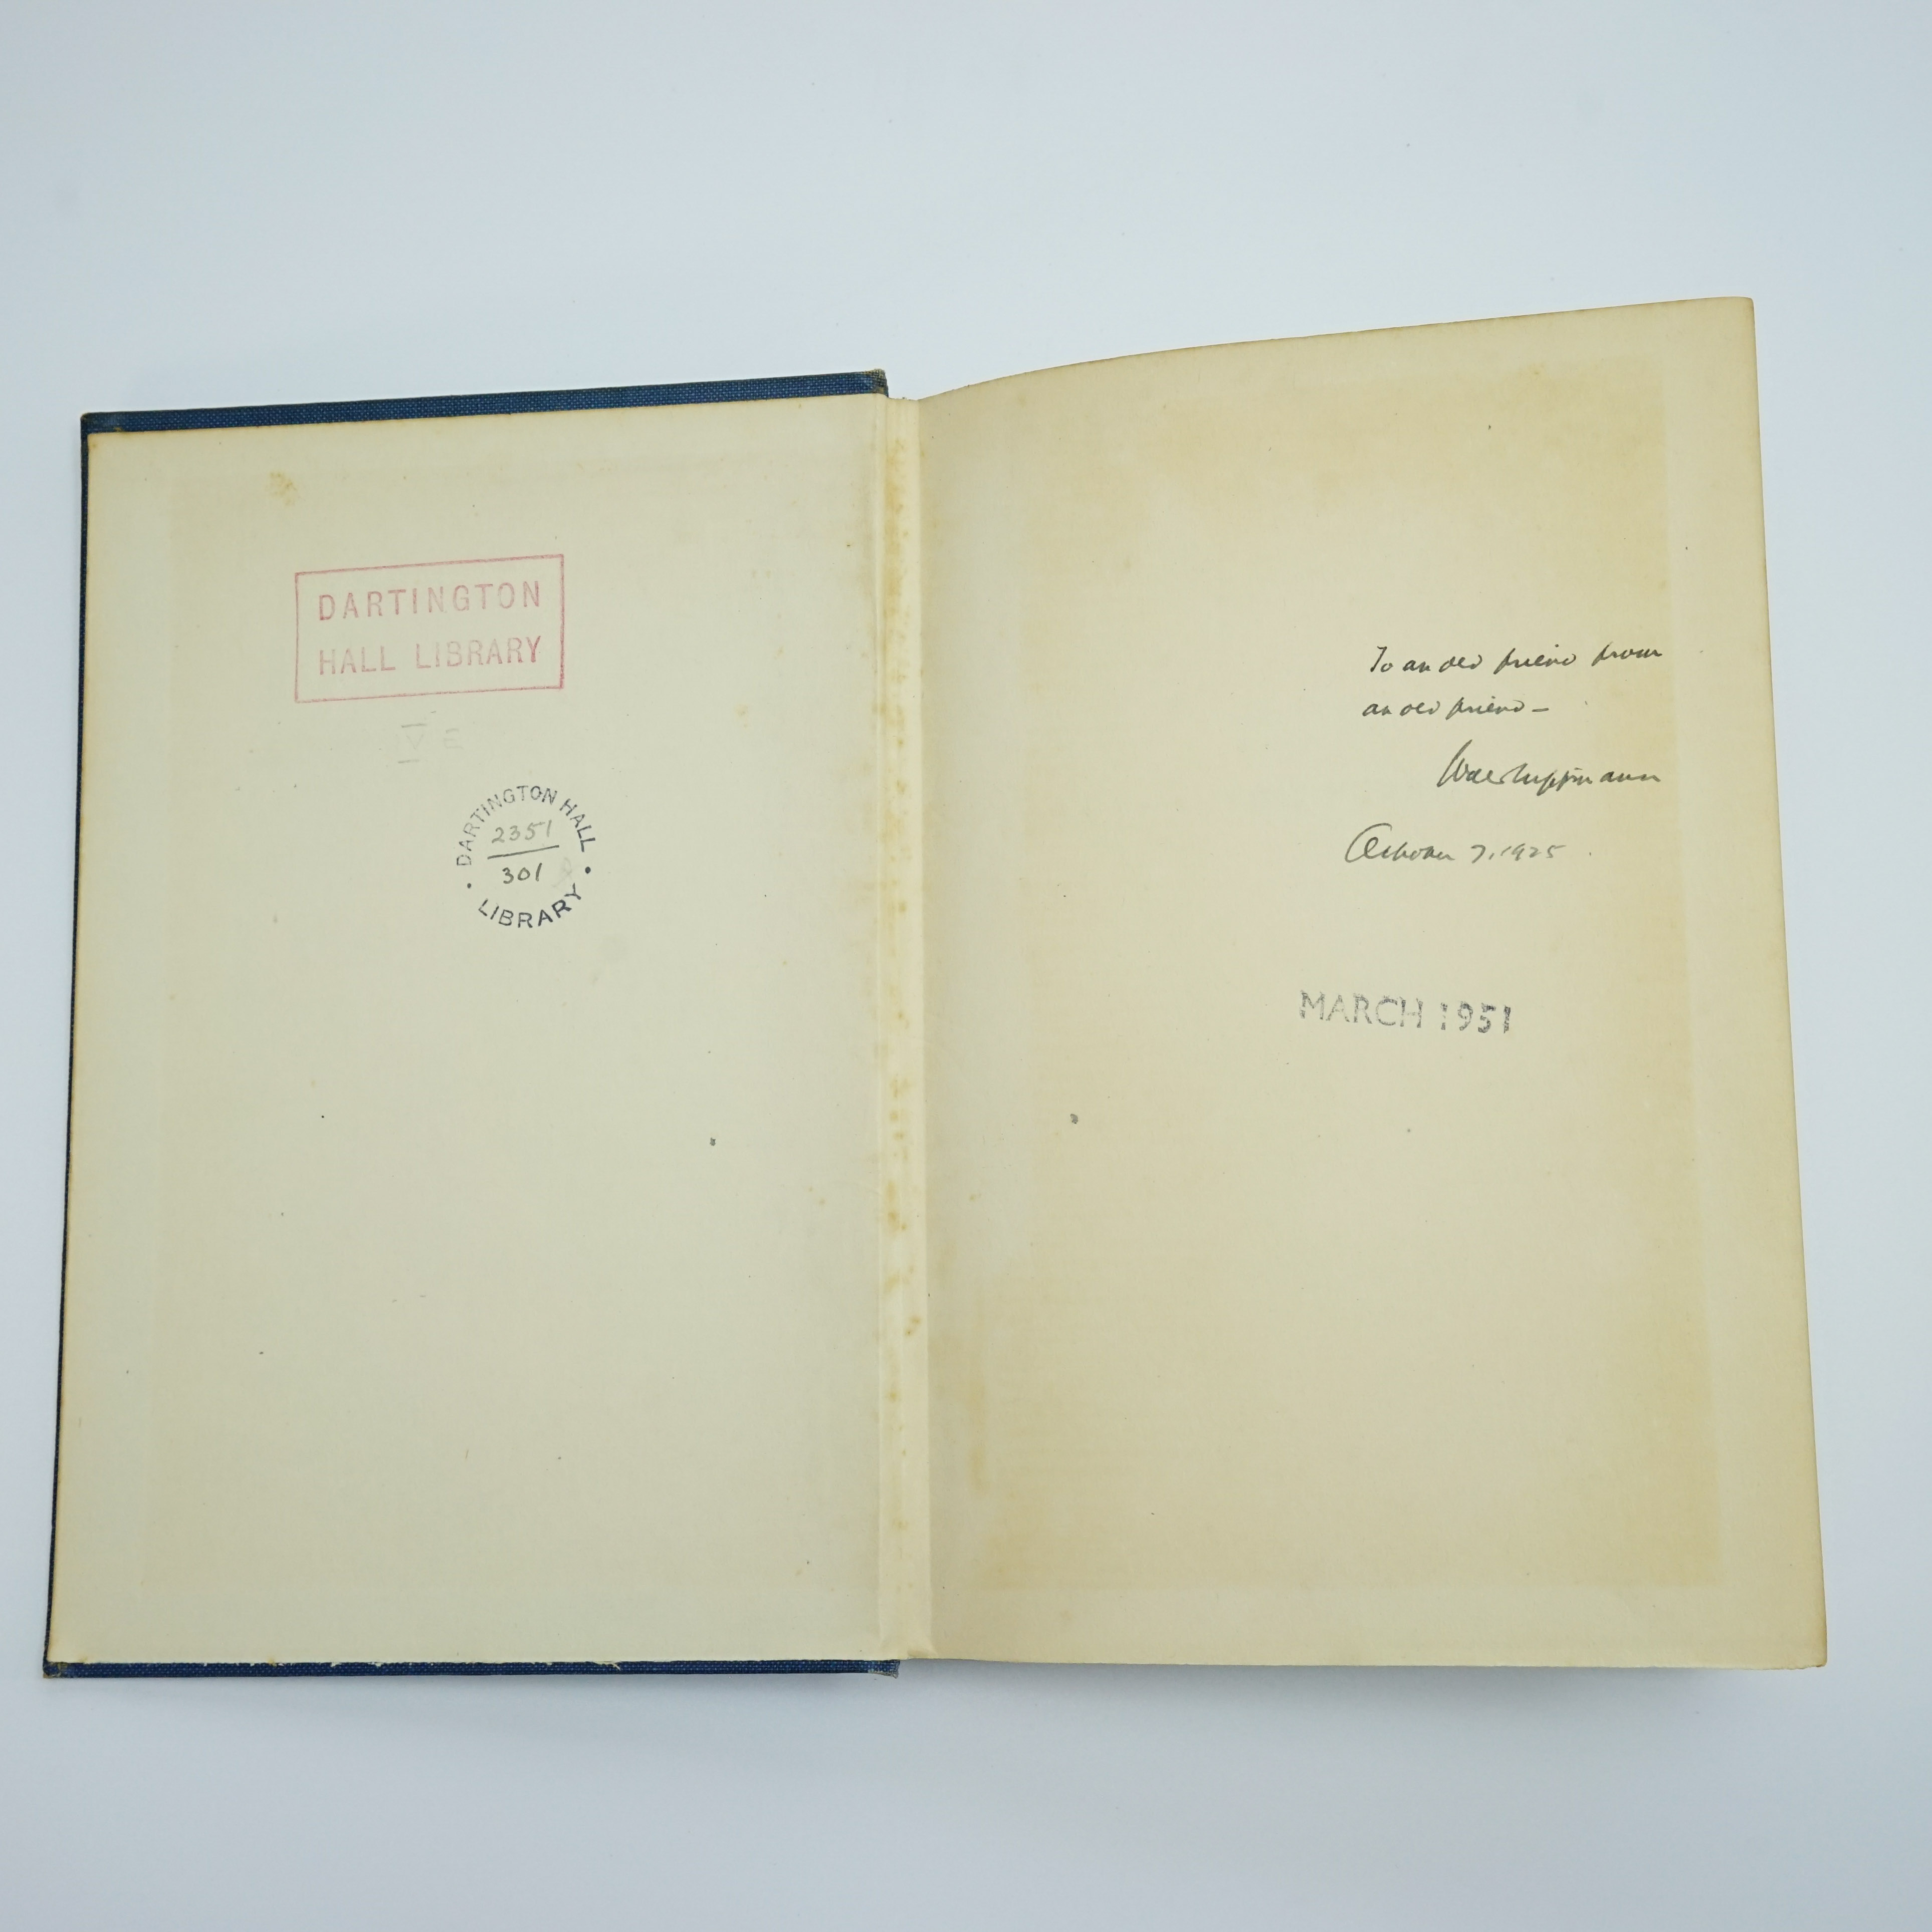 DARTINGTON
HALL LIBRARY
V E
DARTINGTON HALL
2351
301
LIBRARY
To an old friend from
an old friend —
Walter Lippmann
October 7, 1925
MARCH 1951